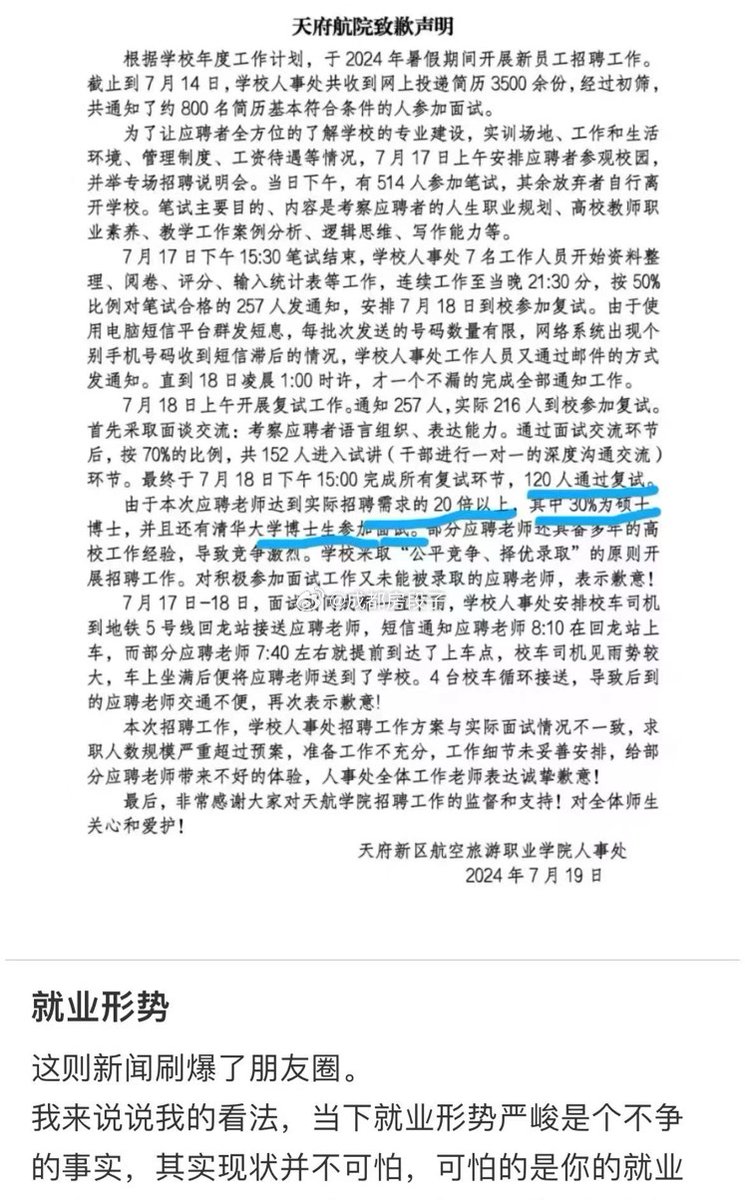 天府航院致歉声明
根据学校年度工作计划，于2024年暑假期间开展新员工招聘工作。
截止到7月14日，学校人事处共收到网上投递简历3500余份，经过初筛，
共通知了约800名简历基本符合条件的人参加面试。
为了让应聘者全方位的了解学校的专业建设，实训场地、工作和生活
环境、管理制度、工资待遇等情况，7月17日上午安排应聘者参观校园，
并举专场招聘说明会。当日下午，有514人参加笔试，其余放弃者自行离
开学校。笔试主要目的、内容是考察应聘者的人生职业规划、高校教师职
业素养、教学工作案例分析、逻辑思维、写作能力等。
7月17日下午15:30笔试结束，学校人事处7名工作人员开始资料整
理、阅卷、评分、输入统计表等工作，连续工作至当晚21:30分，按50%
比例对笔试合格的257人发通知，安排7月18日到校参加复试。由于使
用电脑短信平台群发短息，每批次发送的号码数量有限，网络系统出现个
别手机号码收到短信滞后的情况，学校人事处工作人员又通过邮件的方式
发通知。直到18日凌晨1:00时许，才一个不漏的完成全部通知工作。
7月18日上午开展复试工作。通知257人，实际216人到校参加复试。
首先采取面谈交流：考察应聘者语言组织、表达能力。通过面试交流环节
后，按70%的比例，共152人进入试讲（干部进行一对一的深度沟通交流）
环节。最终于7月18日下午15:00完成所有复试环节，120人通过复试。
由于本次应聘老师达到实际招聘需求的20倍以上，其中30%为硕士、
博士，并且还有清华大学博士生参加面试。部分应聘老师还具备多年的高
校工作经验，导致竞争激烈。学校采取“公平竞争、择优录取”的原则开
展招聘工作。对积极参加面试工作又未能被录取的应聘老师，表示歉意！
7月17日-18日，面试 @成都房段子 ，学校人事处安排校车司机
到地铁5号线回龙站接送应聘老师，短信通知应聘老师8:10在回龙站上
车，而部分应聘老师7:40左右就提前到达了上车点，校车司机见雨势较
大，车上坐满后便将应聘老师送到了学校。4台校车循环接送，导致后到
的应聘老师交通不便，再次表示歉意!
本次招聘工作，学校人事处招聘工作方案与实际面试情况不一致，求
职人数规模严重超过预案，准备工作不充分，工作细节未妥善安排，给部
分应聘老师带来不好的体验，人事处全体工作老师表达诚挚歉意！
最后，非常感谢大家对天航学院招聘工作的监督和支持！对全体师生
关心和爱护！
天府新区航空旅游职业学院人事处
2024年7月19日
就业形势
这则新闻刷爆了朋友圈。
我来说说我的看法，当下就业形势严峻是个不争
的事实，其实现状并不可怕，可怕的是你的就业